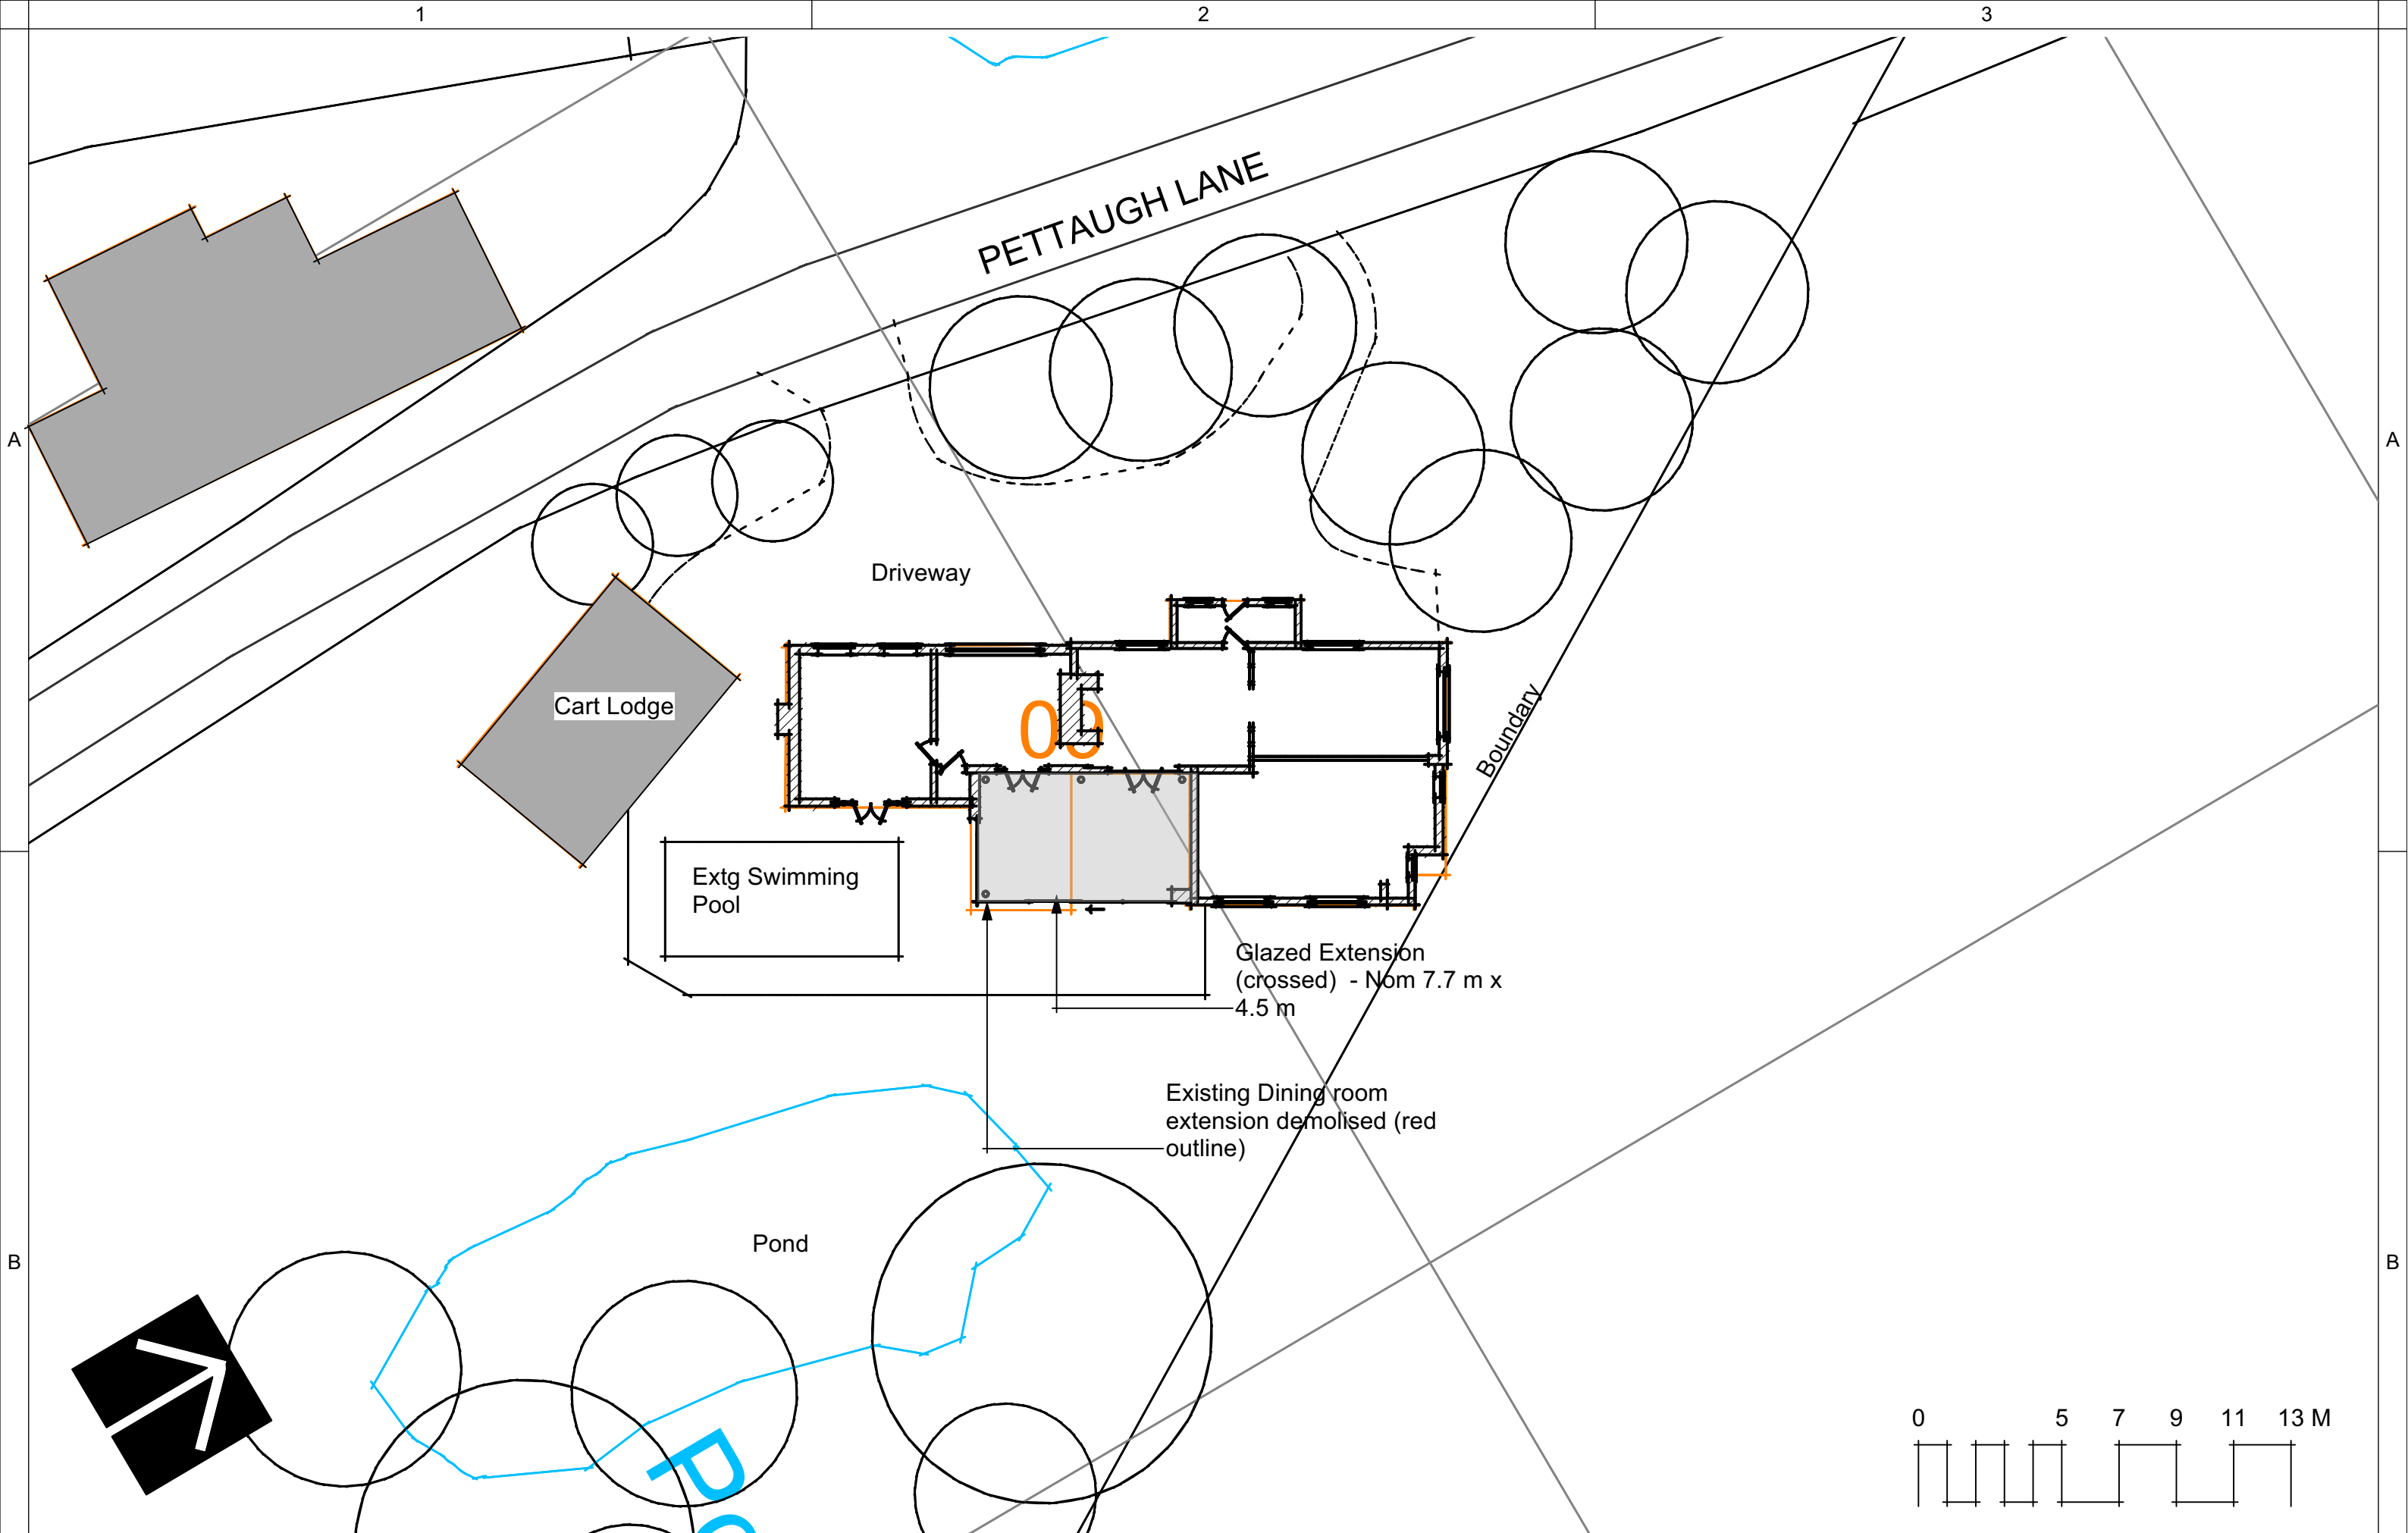 1
2
3
PETTAUGH LANE
A
A
Driveway
Cart Lodge
Boundary
Extg Swimming
Pool
Glazed Extension
(crossed)  - Nom 7.7 m x
4.5 m
Existing Dining room
extension demolised (red
outline)
Pond
B
B
0 5 7 9 11 13 M